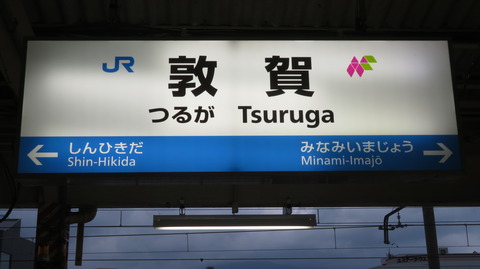 JR
敦賀
つるが Tsuruga
← しんひきだ みなみいまじょう →
Shin-Hikida Minami-Imajō